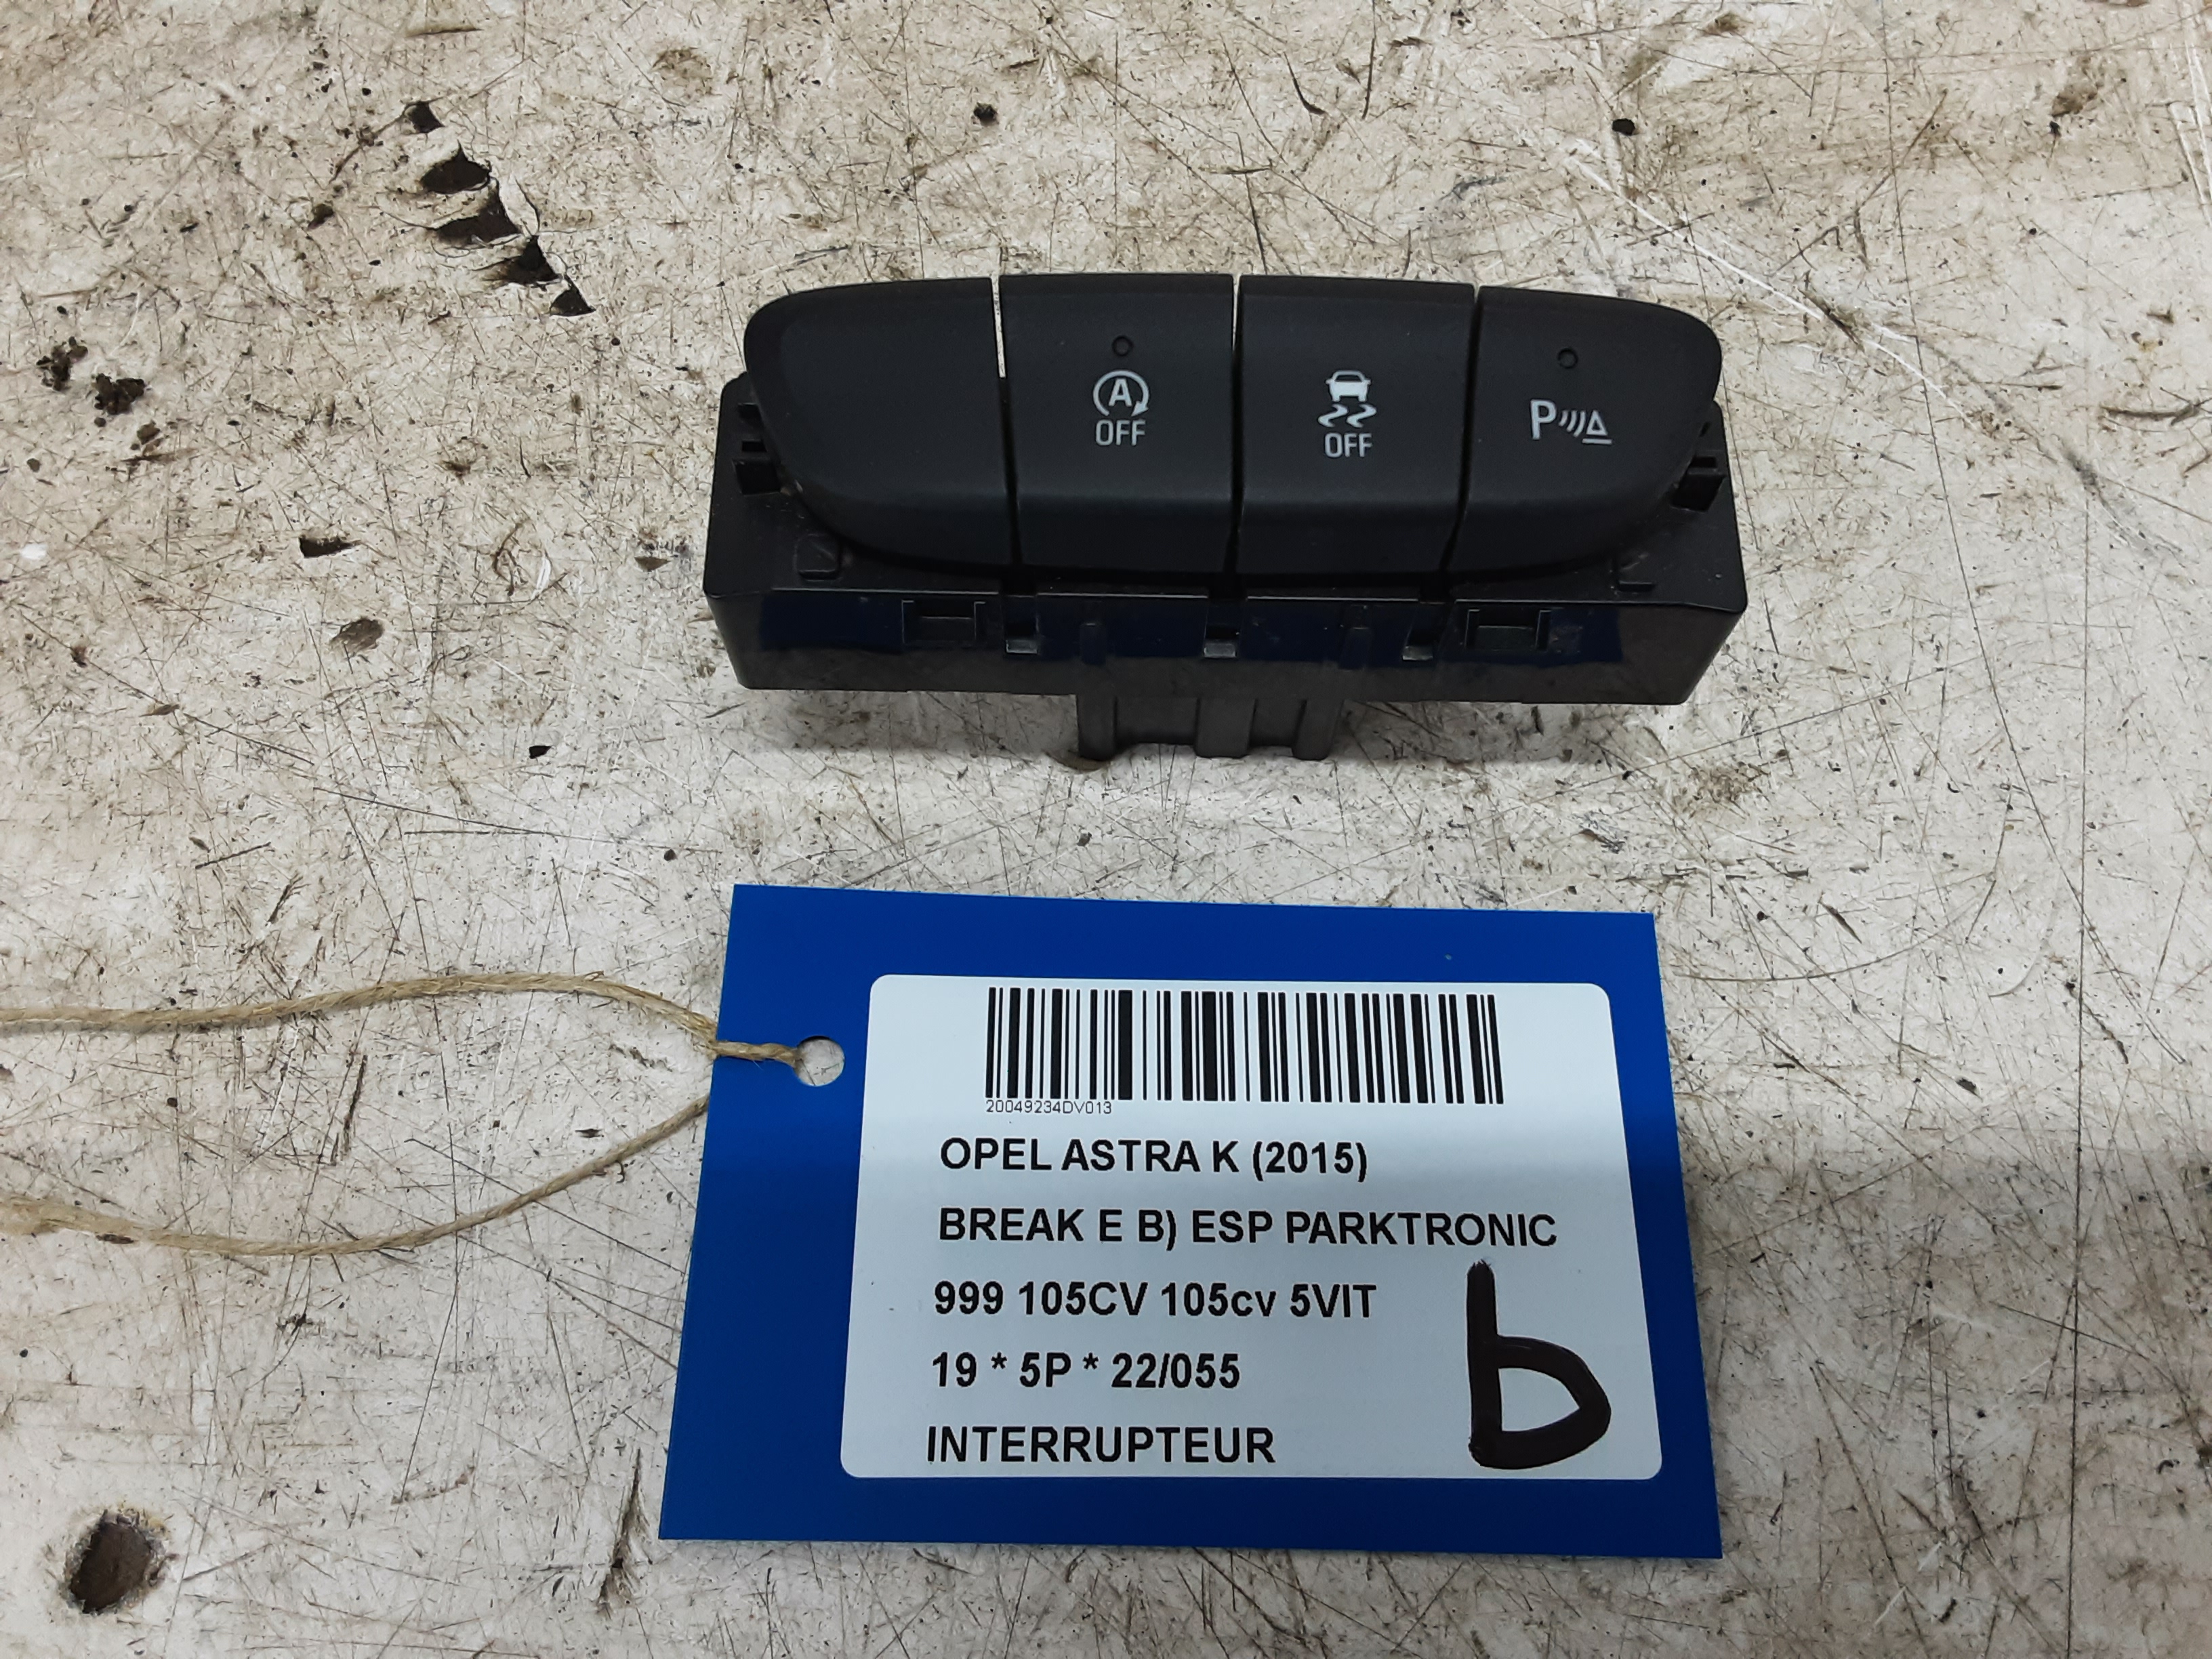 A
OFF
OFF
P
20049234DV013
OPEL ASTRA K (2015)
BREAK E B) ESP PARKTRONIC
999 105CV 105cv 5VIT
19 * 5P * 22/055
INTERRUPTEUR
b